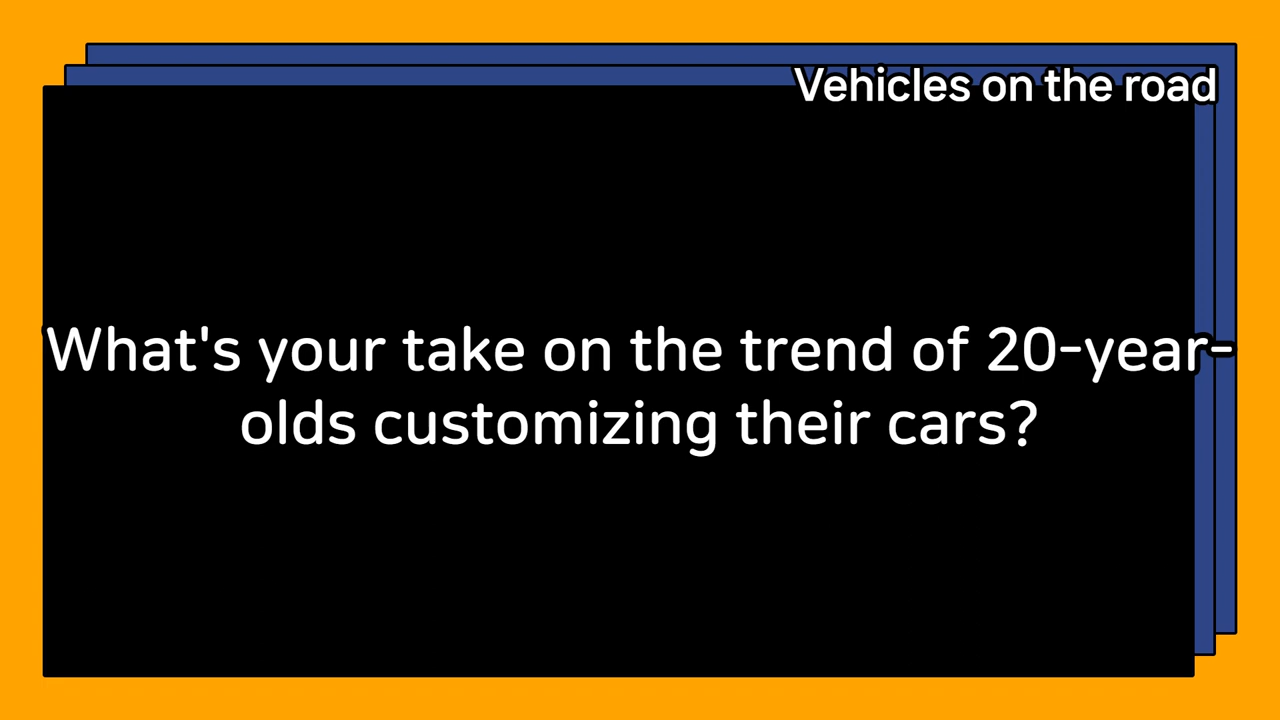 Vehicles on the road
What's your take on the trend of 20-year-
olds customizing their cars?